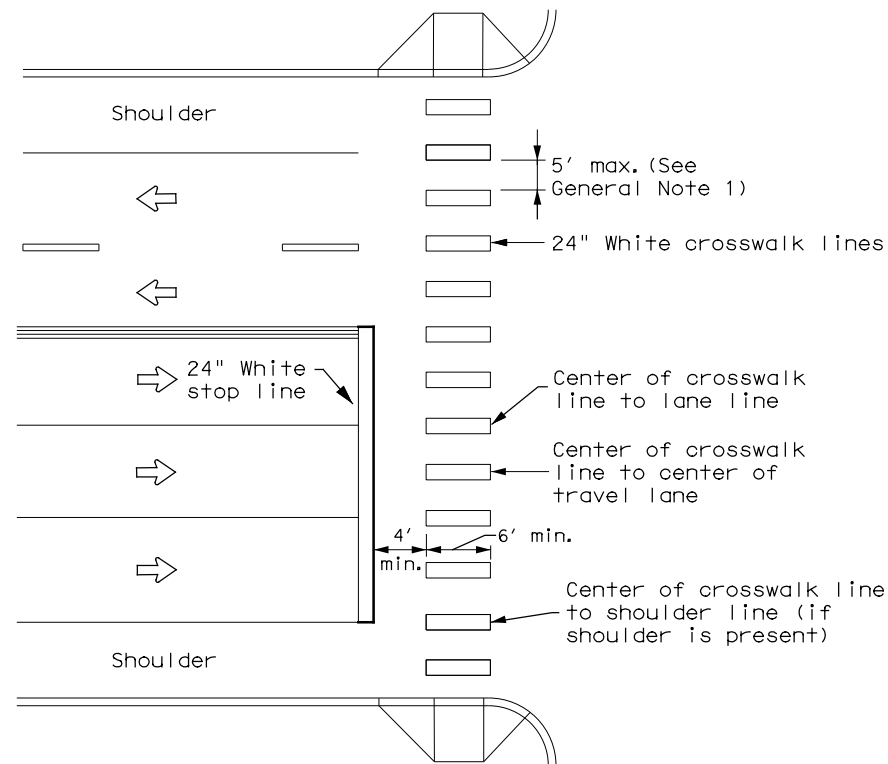 Shoulder
5' max. (See
General Note 1)
24" White crosswalk lines
24" White
stop line
Center of crosswalk
line to lane line
Center of crosswalk
line to center of
travel lane
4'
min.
6' min.
Center of crosswalk line
to shoulder line (if
shoulder is present)
Shoulder